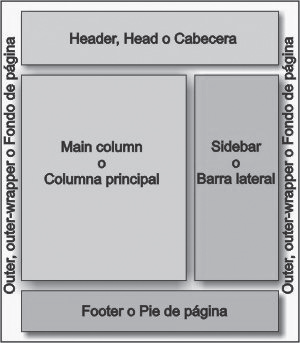 Header, Head o Cabecera
Outer, outer-wrapper o Fondo de página
Main column
o
Columna principal
Sidebar
o
Barra lateral
Outer, outer-wrapper o Fondo de página
Footer o Pie de página